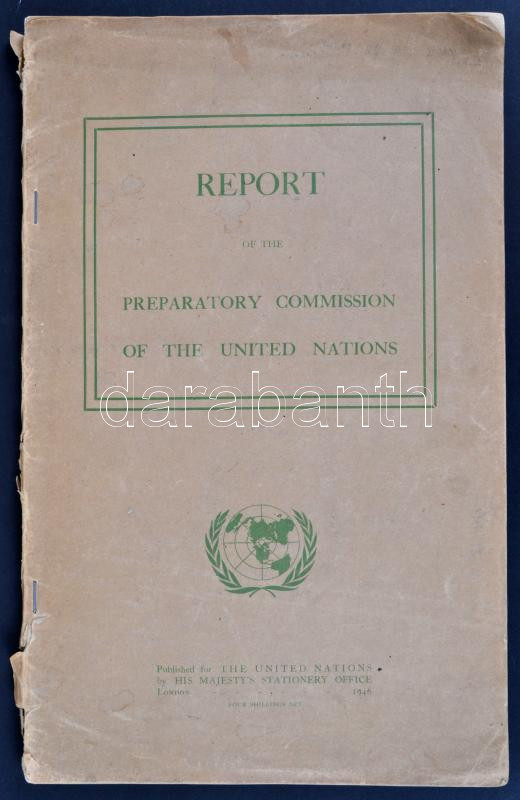 REPORT
OF THE
PREPARATORY COMMISSION
OF THE UNITED NATIONS
darabanth
Published for THE UNITED NATIONS
by HIS MAJESTY'S STATIONERY OFFICE
London 1946
FOUR SHILLINGS NET